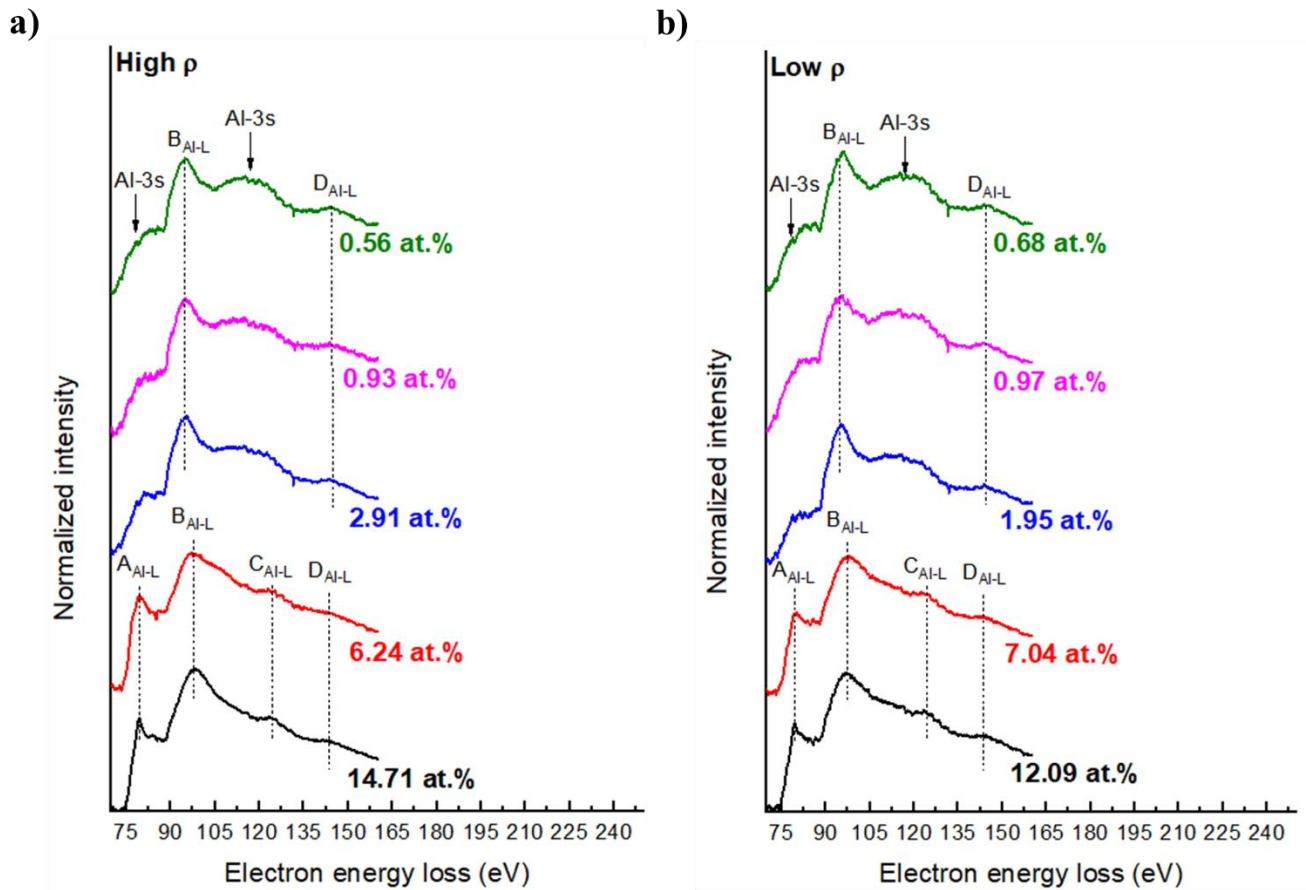 a)
High ρ
Al-3s
B_Al-L
Al-3s
D_Al-L
0.56 at.%
0.93 at.%
2.91 at.%
A_Al-L
B_Al-L
C_Al-L
D_Al-L
6.24 at.%
14.71 at.%
Normalized intensity
75 90 105 120 135 150 165 180 195 210 225 240
Electron energy loss (eV)
b)
Low ρ
Al-3s
B_Al-L
Al-3s
D_Al-L
0.68 at.%
0.97 at.%
1.95 at.%
A_Al-L
B_Al-L
C_Al-L
D_Al-L
7.04 at.%
12.09 at.%
Normalized intensity
75 90 105 120 135 150 165 180 195 210 225 240
Electron energy loss (eV)